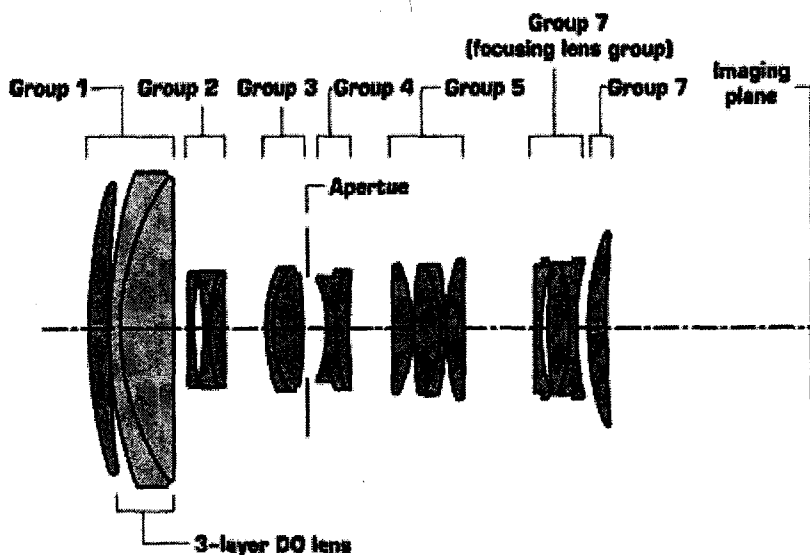 Group 7
(focusing lens group)
Group 1
Group 2
Group 3
Group 4
Group 5
Group 7
Imaging
plane
Apertue
3-layer DO lens